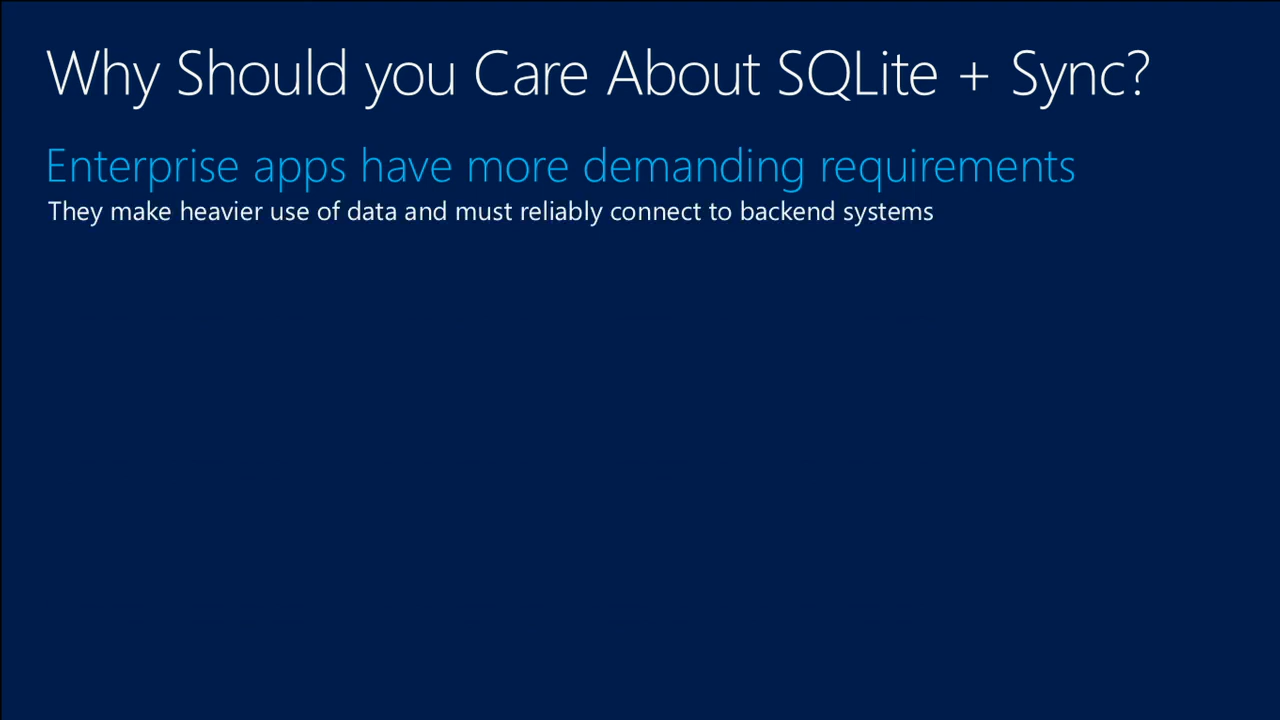 Why Should you Care About SQLite + Sync?
Enterprise apps have more demanding requirements
They make heavier use of data and must reliably connect to backend systems